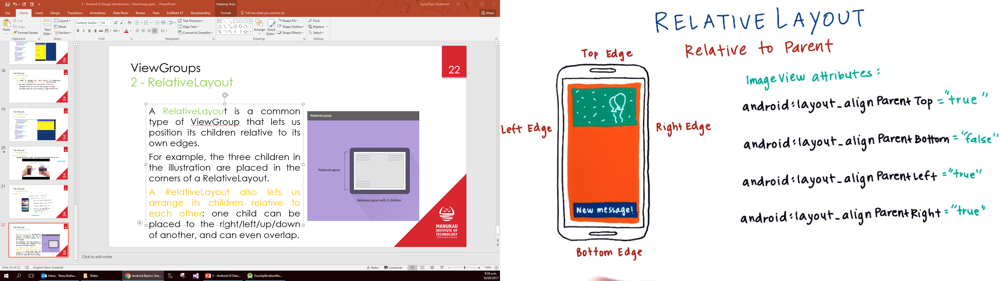 5 - Android UI Design Introduction - ViewGroups.pptx - PowerPoint
Drawing Tools
Seyed Reza Shahamiri
File Home Insert Design Transitions Animations Slide Show Review View EndNote X7 Storyboarding Format Tell me what you want to do Share
Paste
Cut
Copy
Format Painter
Clipboard
New Slide
Layout
Reset
Section
Slides
Century Gothic 24
B I U S abc AV Aa A
Font
Text Direction
Align Text
Convert to SmartArt
Paragraph
Arrange
Quick Styles
Shape Fill
Shape Outline
Shape Effects
Drawing
Find
Replace
Select
Editing
18
19
20
21
22
ViewGroups
2 - RelativeLayout
22
A RelativeLayout is a common
type of ViewGroup that lets us
position its children relative to its
own edges.
For example, the three children in
the illustration are placed in the
corners of a RelativeLayout.
A RelativeLayout also lets us
arrange its children relative to
each other: one child can be
placed to the right/left/up/down
of another, and can even overlap.
RelativeLayout
upper left
upper right
RelativeLayout
lower left
RelativeLayout with 3 children
MANUKAU
INSTITUTE OF
TECHNOLOGY
Click to add notes
Slide 22 of 22 English (New Zealand)
Notes Comments 108%
Inbox - Reza.Shaha...
Slides
Android Basics: Use...
5 - Android UI Desi...
YuorApllicationNa...
9:34 a.m.
10/03/2017
RELATIVE LAYOUT
Relative to Parent
Top Edge
ImageView attributes:
android:layout_alignParentTop="true"
Left Edge
Right Edge
android:layout_alignParentBottom="false"
android:layout_alignParentLeft="true"
New message!
android:layout_alignParentRight="true"
Bottom Edge